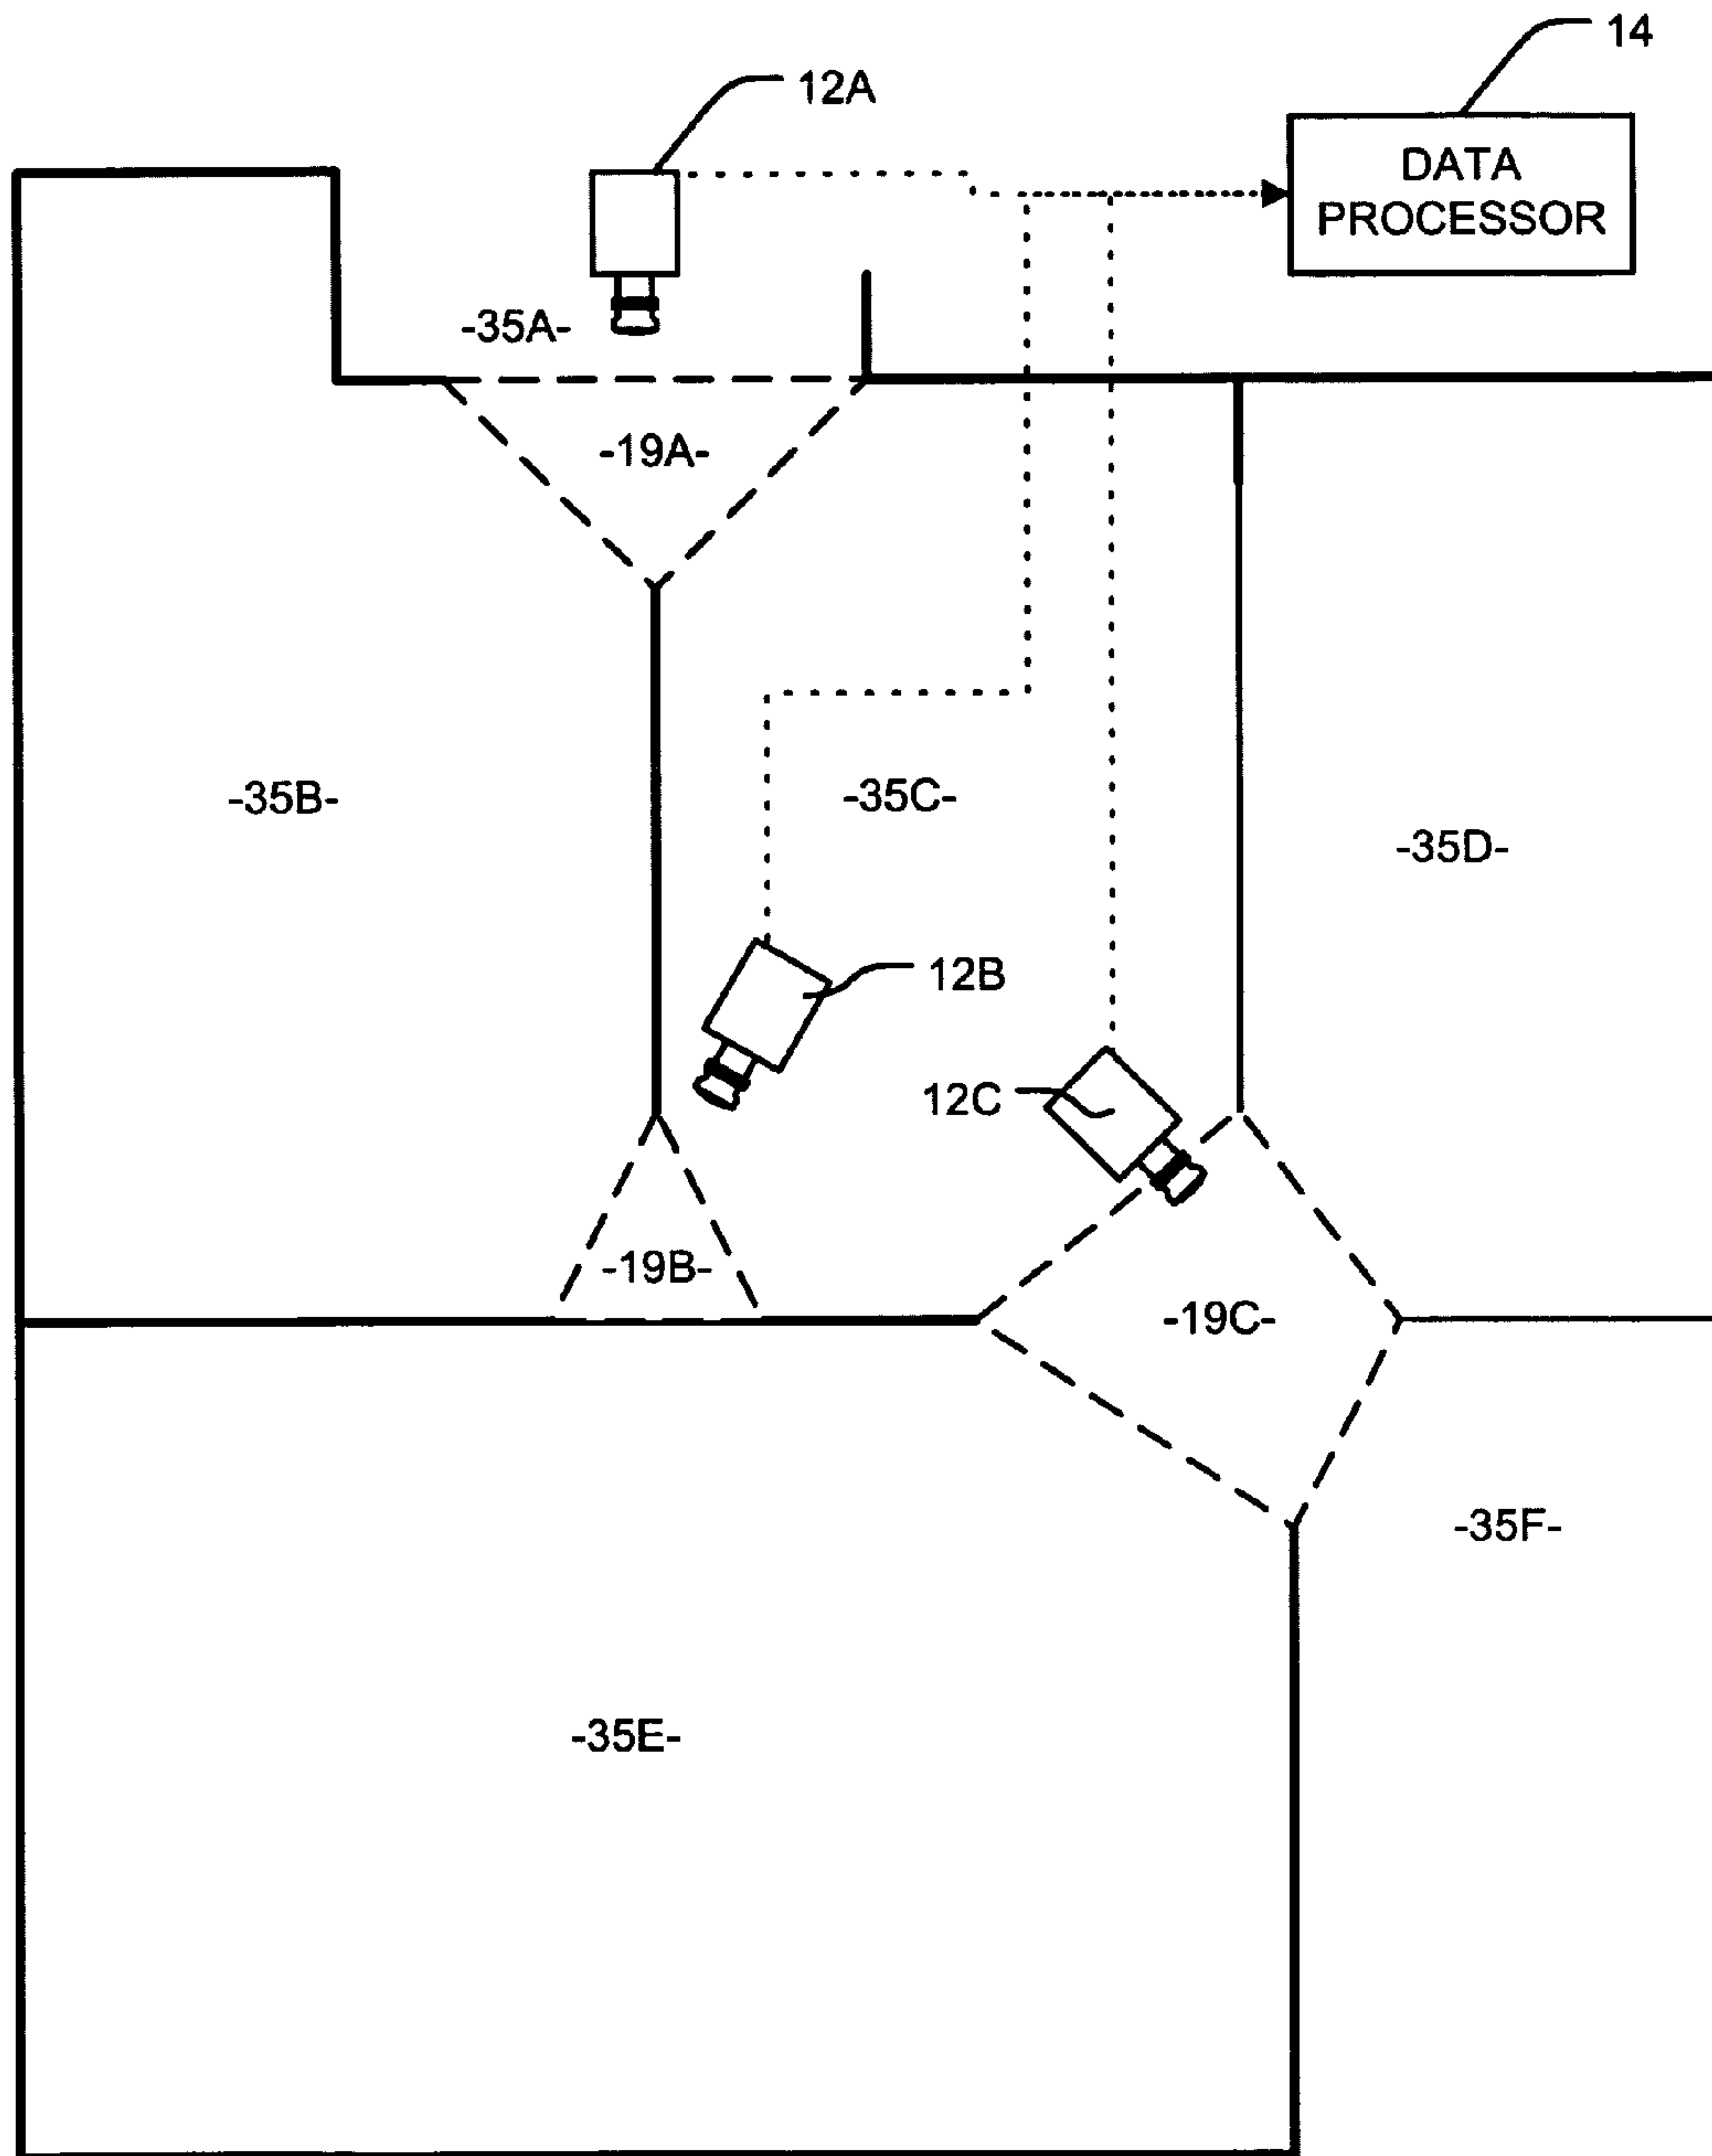 14
12A
DATA
PROCESSOR
-35A-
-19A-
-35B-
-35C-
-35D-
12B
12C
-19B-
-19C-
-35F-
-35E-